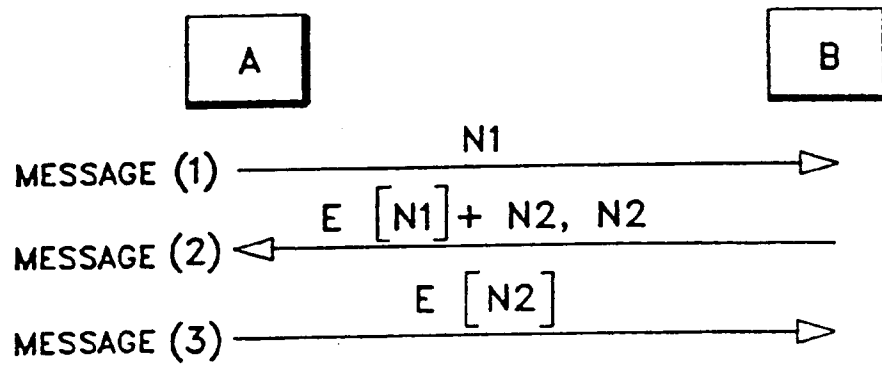 A
B
N1
MESSAGE (1)
E [N1] + N2, N2
MESSAGE (2)
E [N2]
MESSAGE (3)